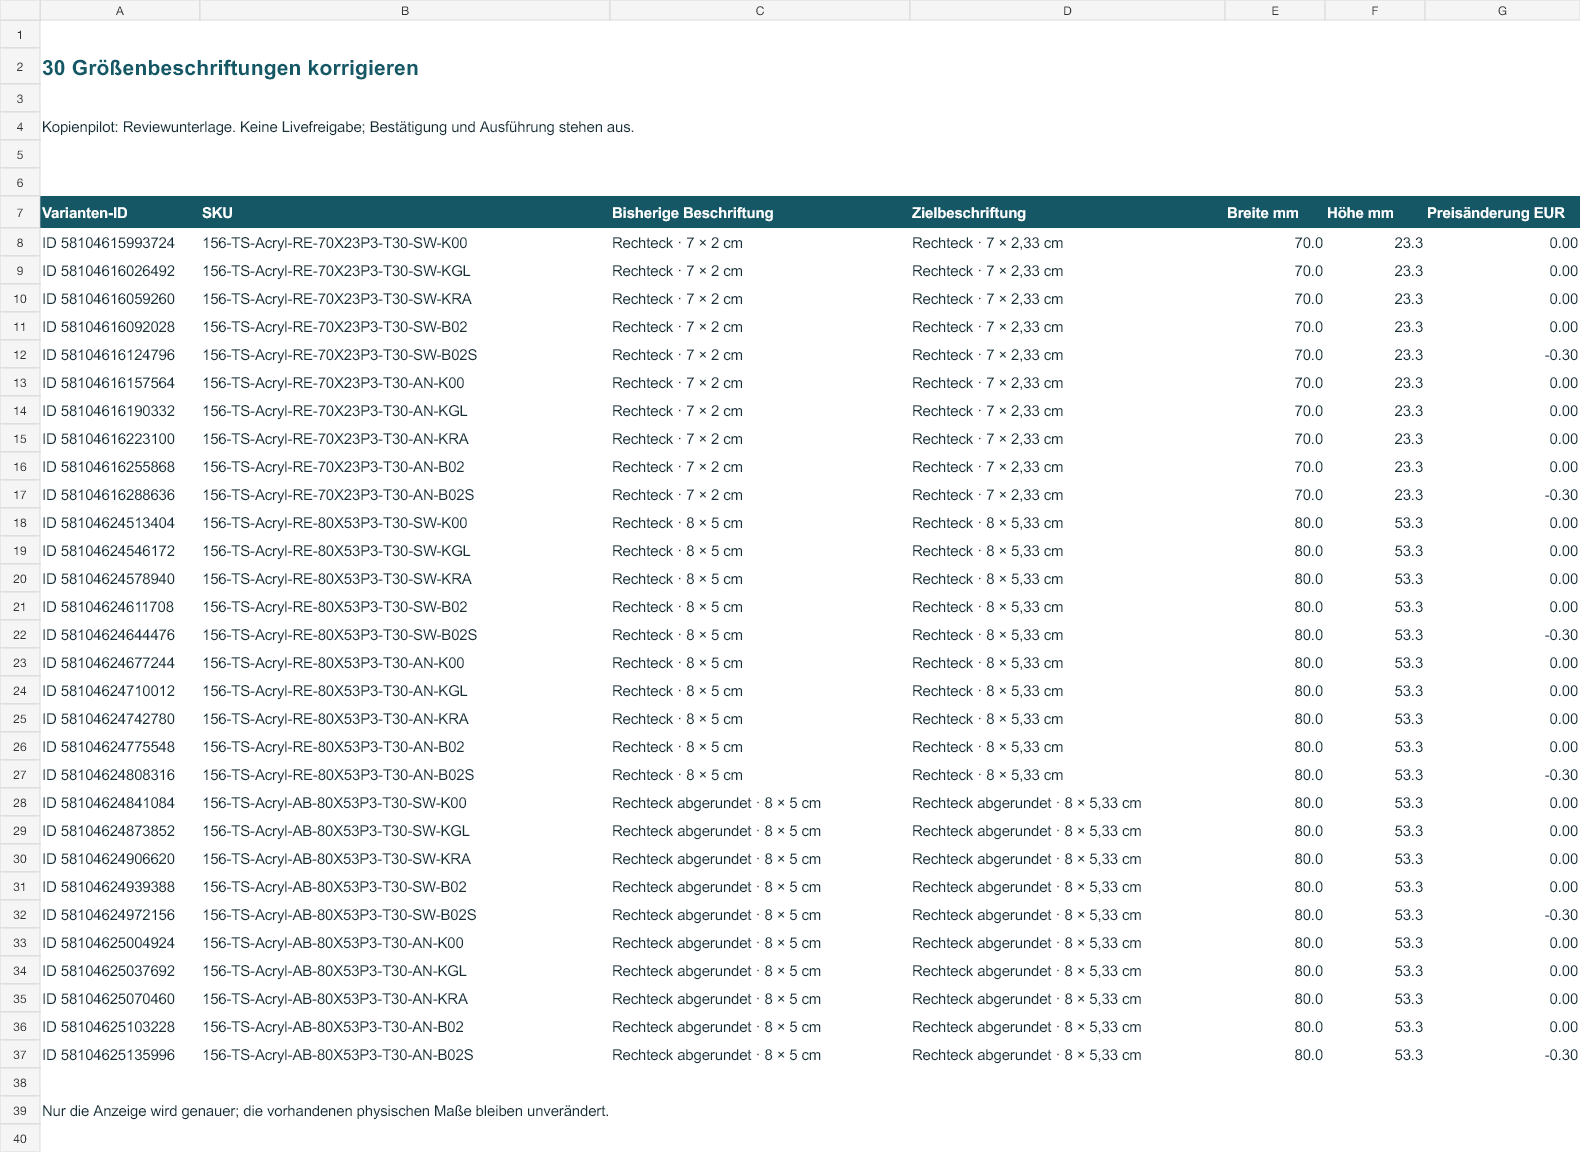 A B C D E F G
1
2 30 Größenbeschriftungen korrigieren
3
4 Kopienpilot: Reviewunterlage. Keine Livefreigabe; Bestätigung und Ausführung stehen aus.
5
6
7 Varianten-ID SKU Bisherige Beschriftung Zielbeschriftung Breite mm Höhe mm Preisänderung EUR
8 ID 58104615993724 156-TS-Acryl-RE-70X23P3-T30-SW-K00 Rechteck · 7 × 2 cm Rechteck · 7 × 2,33 cm 70.0 23.3 0.00
9 ID 58104616026492 156-TS-Acryl-RE-70X23P3-T30-SW-KGL Rechteck · 7 × 2 cm Rechteck · 7 × 2,33 cm 70.0 23.3 0.00
10 ID 58104616059260 156-TS-Acryl-RE-70X23P3-T30-SW-KRA Rechteck · 7 × 2 cm Rechteck · 7 × 2,33 cm 70.0 23.3 0.00
11 ID 58104616092028 156-TS-Acryl-RE-70X23P3-T30-SW-B02 Rechteck · 7 × 2 cm Rechteck · 7 × 2,33 cm 70.0 23.3 0.00
12 ID 58104616124796 156-TS-Acryl-RE-70X23P3-T30-SW-B02S Rechteck · 7 × 2 cm Rechteck · 7 × 2,33 cm 70.0 23.3 -0.30
13 ID 58104616157564 156-TS-Acryl-RE-70X23P3-T30-AN-K00 Rechteck · 7 × 2 cm Rechteck · 7 × 2,33 cm 70.0 23.3 0.00
14 ID 58104616190332 156-TS-Acryl-RE-70X23P3-T30-AN-KGL Rechteck · 7 × 2 cm Rechteck · 7 × 2,33 cm 70.0 23.3 0.00
15 ID 58104616223100 156-TS-Acryl-RE-70X23P3-T30-AN-KRA Rechteck · 7 × 2 cm Rechteck · 7 × 2,33 cm 70.0 23.3 0.00
16 ID 58104616255868 156-TS-Acryl-RE-70X23P3-T30-AN-B02 Rechteck · 7 × 2 cm Rechteck · 7 × 2,33 cm 70.0 23.3 0.00
17 ID 58104616288636 156-TS-Acryl-RE-70X23P3-T30-AN-B02S Rechteck · 7 × 2 cm Rechteck · 7 × 2,33 cm 70.0 23.3 -0.30
18 ID 58104624513404 156-TS-Acryl-RE-80X53P3-T30-SW-K00 Rechteck · 8 × 5 cm Rechteck · 8 × 5,33 cm 80.0 53.3 0.00
19 ID 58104624546172 156-TS-Acryl-RE-80X53P3-T30-SW-KGL Rechteck · 8 × 5 cm Rechteck · 8 × 5,33 cm 80.0 53.3 0.00
20 ID 58104624578940 156-TS-Acryl-RE-80X53P3-T30-SW-KRA Rechteck · 8 × 5 cm Rechteck · 8 × 5,33 cm 80.0 53.3 0.00
21 ID 58104624611708 156-TS-Acryl-RE-80X53P3-T30-SW-B02 Rechteck · 8 × 5 cm Rechteck · 8 × 5,33 cm 80.0 53.3 0.00
22 ID 58104624644476 156-TS-Acryl-RE-80X53P3-T30-SW-B02S Rechteck · 8 × 5 cm Rechteck · 8 × 5,33 cm 80.0 53.3 -0.30
23 ID 58104624677244 156-TS-Acryl-RE-80X53P3-T30-AN-K00 Rechteck · 8 × 5 cm Rechteck · 8 × 5,33 cm 80.0 53.3 0.00
24 ID 58104624710012 156-TS-Acryl-RE-80X53P3-T30-AN-KGL Rechteck · 8 × 5 cm Rechteck · 8 × 5,33 cm 80.0 53.3 0.00
25 ID 58104624742780 156-TS-Acryl-RE-80X53P3-T30-AN-KRA Rechteck · 8 × 5 cm Rechteck · 8 × 5,33 cm 80.0 53.3 0.00
26 ID 58104624775548 156-TS-Acryl-RE-80X53P3-T30-AN-B02 Rechteck · 8 × 5 cm Rechteck · 8 × 5,33 cm 80.0 53.3 0.00
27 ID 58104624808316 156-TS-Acryl-RE-80X53P3-T30-AN-B02S Rechteck · 8 × 5 cm Rechteck · 8 × 5,33 cm 80.0 53.3 -0.30
28 ID 58104624841084 156-TS-Acryl-AB-80X53P3-T30-SW-K00 Rechteck abgerundet · 8 × 5 cm Rechteck abgerundet · 8 × 5,33 cm 80.0 53.3 0.00
29 ID 58104624873852 156-TS-Acryl-AB-80X53P3-T30-SW-KGL Rechteck abgerundet · 8 × 5 cm Rechteck abgerundet · 8 × 5,33 cm 80.0 53.3 0.00
30 ID 58104624906620 156-TS-Acryl-AB-80X53P3-T30-SW-KRA Rechteck abgerundet · 8 × 5 cm Rechteck abgerundet · 8 × 5,33 cm 80.0 53.3 0.00
31 ID 58104624939388 156-TS-Acryl-AB-80X53P3-T30-SW-B02 Rechteck abgerundet · 8 × 5 cm Rechteck abgerundet · 8 × 5,33 cm 80.0 53.3 0.00
32 ID 58104624972156 156-TS-Acryl-AB-80X53P3-T30-SW-B02S Rechteck abgerundet · 8 × 5 cm Rechteck abgerundet · 8 × 5,33 cm 80.0 53.3 -0.30
33 ID 58104625004924 156-TS-Acryl-AB-80X53P3-T30-AN-K00 Rechteck abgerundet · 8 × 5 cm Rechteck abgerundet · 8 × 5,33 cm 80.0 53.3 0.00
34 ID 58104625037692 156-TS-Acryl-AB-80X53P3-T30-AN-KGL Rechteck abgerundet · 8 × 5 cm Rechteck abgerundet · 8 × 5,33 cm 80.0 53.3 0.00
35 ID 58104625070460 156-TS-Acryl-AB-80X53P3-T30-AN-KRA Rechteck abgerundet · 8 × 5 cm Rechteck abgerundet · 8 × 5,33 cm 80.0 53.3 0.00
36 ID 58104625103228 156-TS-Acryl-AB-80X53P3-T30-AN-B02 Rechteck abgerundet · 8 × 5 cm Rechteck abgerundet · 8 × 5,33 cm 80.0 53.3 0.00
37 ID 58104625135996 156-TS-Acryl-AB-80X53P3-T30-AN-B02S Rechteck abgerundet · 8 × 5 cm Rechteck abgerundet · 8 × 5,33 cm 80.0 53.3 -0.30
38
39 Nur die Anzeige wird genauer; die vorhandenen physischen Maße bleiben unverändert.
40